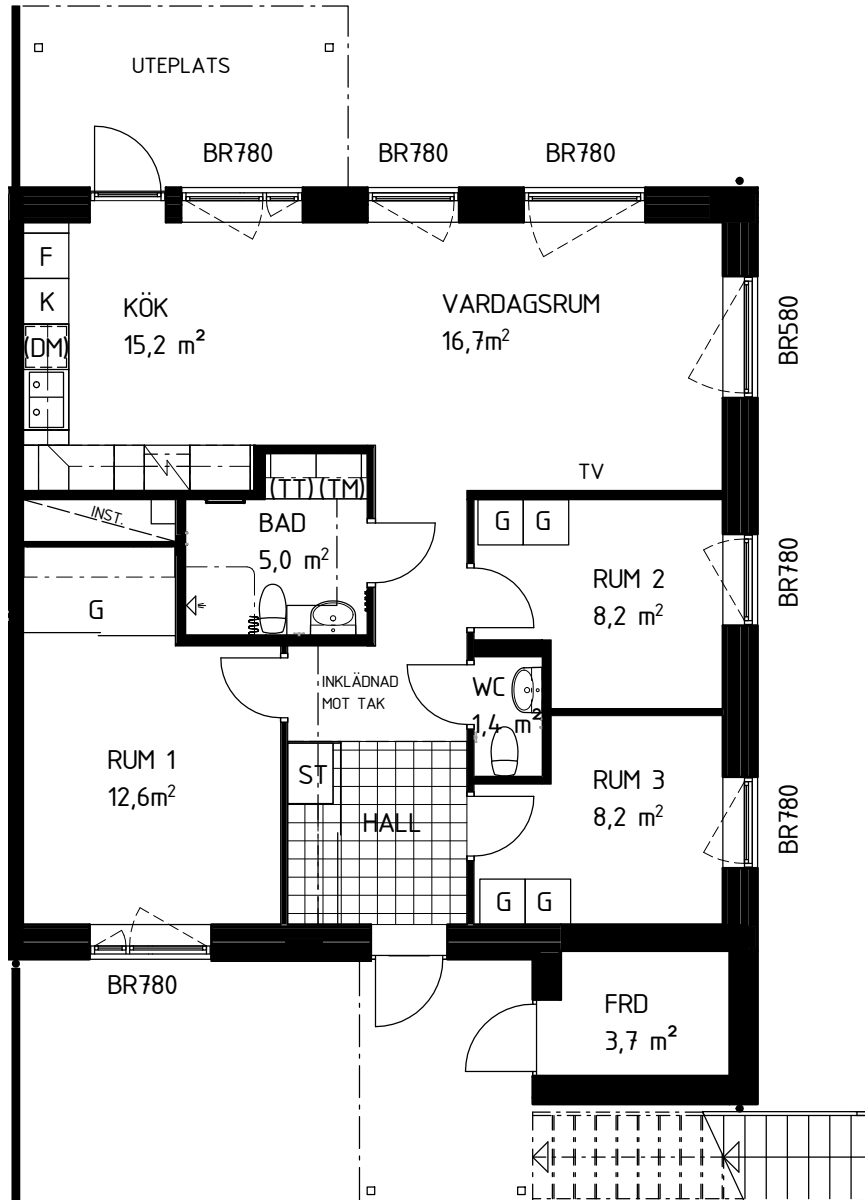 UTEPLATS
BR780
BR780
BR780
F
K
(DM)
KÖK
15,2 m²
VARDAGSRUM
16,7m²
BR580
TV
(TT)
(TM)
INST.
BAD
5,0 m²
G
G
G
RUM 2
8,2 m²
BR780
INKLÄDNAD
MOT TAK
WC
1,4 m²
RUM 1
12,6m²
ST
HALL
RUM 3
8,2 m²
BR780
G
G
BR780
FRD
3,7 m²